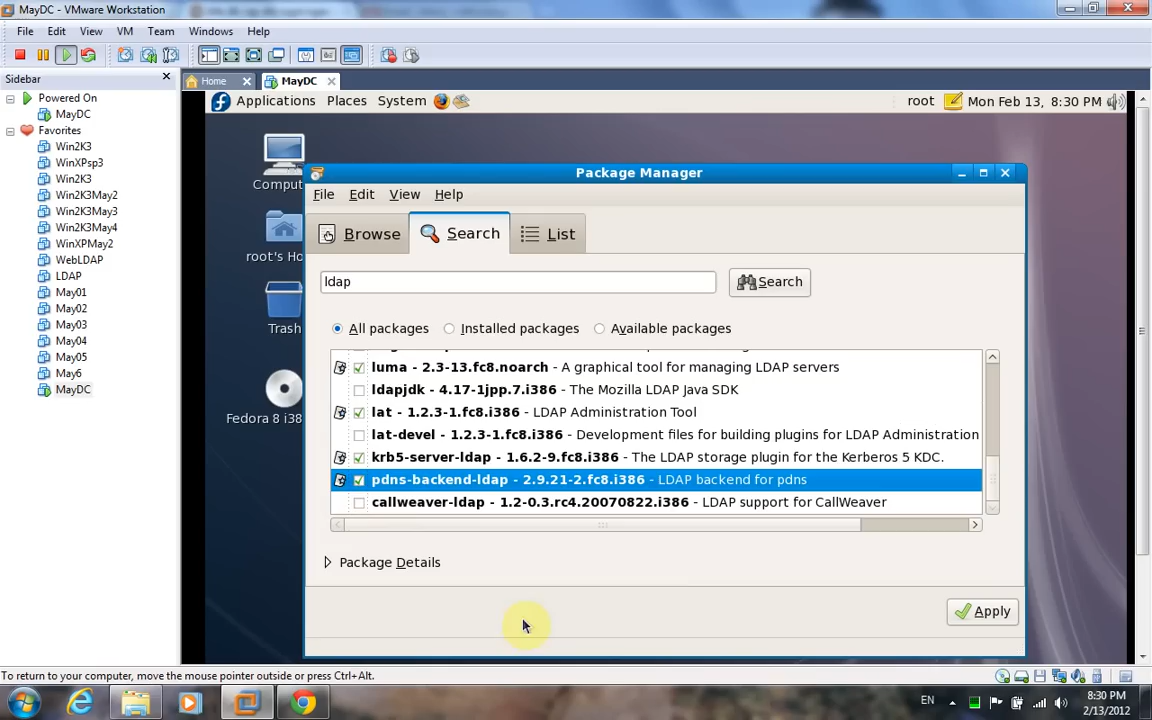 MayDC - VMware Workstation
File Edit View VM Team Windows Help
Sidebar
Powered On
MayDC
Favorites
Win2K3
WinXPsp3
Win2K3
Win2K3May2
Win2K3May3
Win2K3May4
WinXPMay2
WebLDAP
LDAP
May01
May02
May03
May04
May05
May6
MayDC
Home MayDC
Applications Places System root Mon Feb 13, 8:30 PM
Comput
root's Ho
Trash
Fedora 8 i38
Package Manager
File Edit View Help
Browse Search List
ldap Search
All packages Installed packages Available packages
luma - 2.3-13.fc8.noarch - A graphical tool for managing LDAP servers
ldapjdk - 4.17-1jpp.7.i386 - The Mozilla LDAP Java SDK
lat - 1.2.3-1.fc8.i386 - LDAP Administration Tool
lat-devel - 1.2.3-1.fc8.i386 - Development files for building plugins for LDAP Administration
krb5-server-ldap - 1.6.2-9.fc8.i386 - The LDAP storage plugin for the Kerberos 5 KDC.
pdns-backend-ldap - 2.9.21-2.fc8.i386 - LDAP backend for pdns
callweaver-ldap - 1.2-0.3.rc4.20070822.i386 - LDAP support for CallWeaver
Package Details
Apply
To return to your computer, move the mouse pointer outside or press Ctrl+Alt.
EN 8:30 PM
2/13/2012